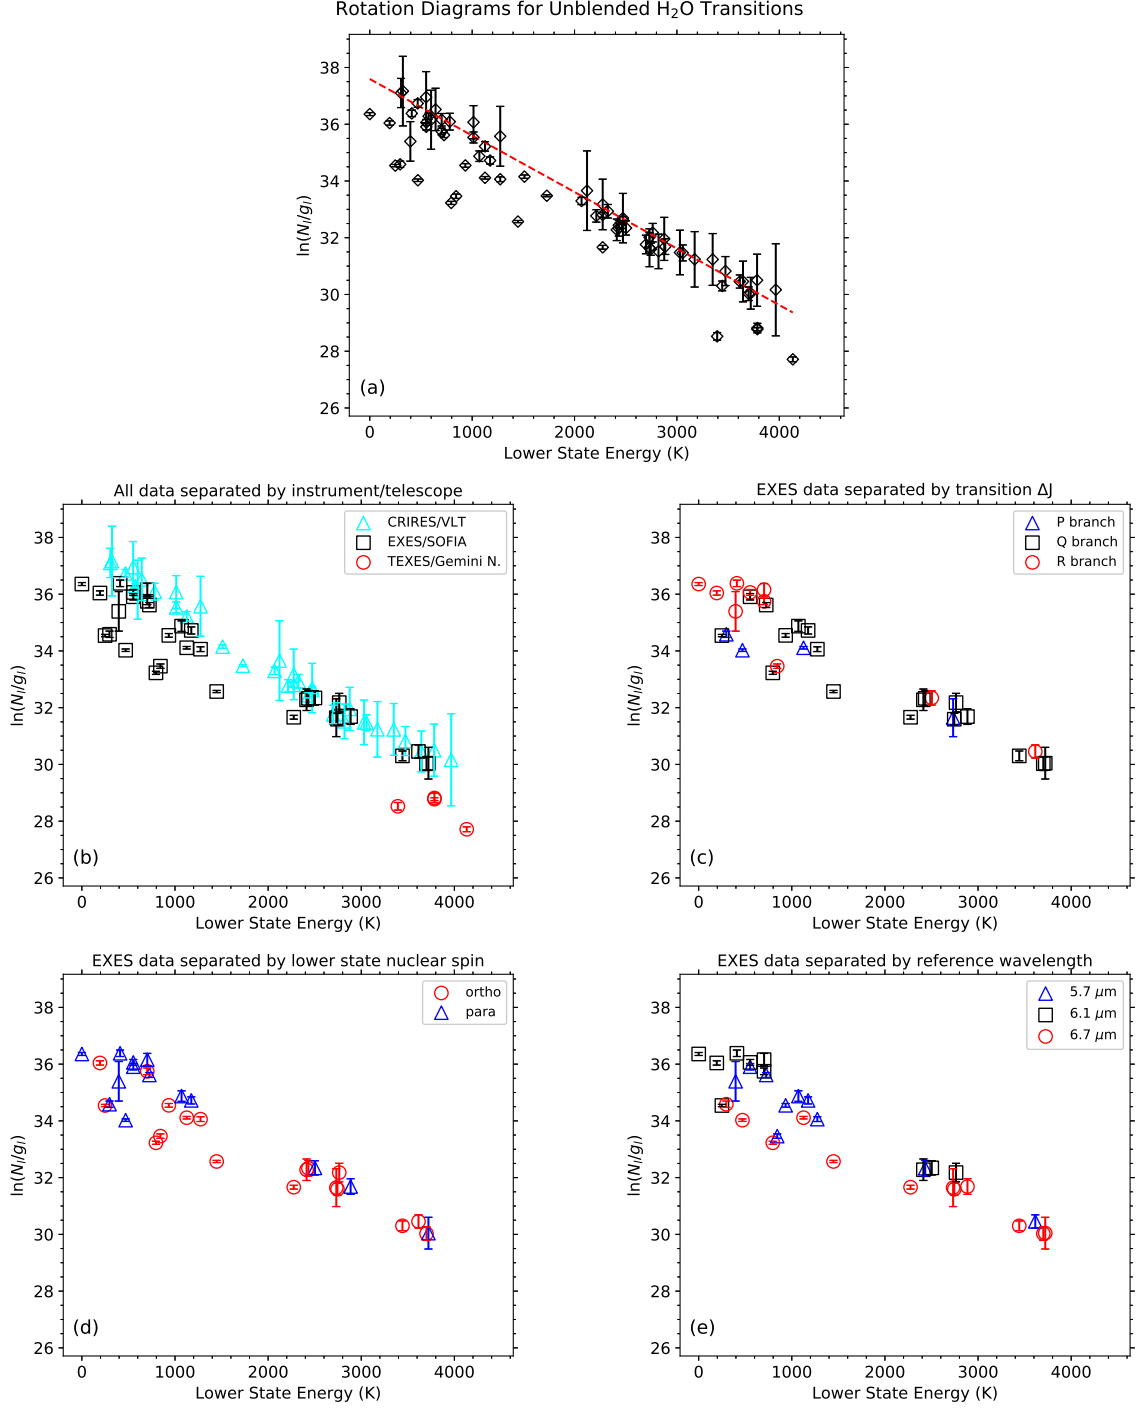 Rotation Diagrams for Unblended H₂O Transitions
38
36
34
32
30
28
26
ln(Nₗ/gₗ)
(a)
0 1000 2000 3000 4000
Lower State Energy (K)
All data separated by instrument/telescope
CRIRES/VLT
EXES/SOFIA
TEXES/Gemini N.
38
36
34
32
30
28
26
ln(Nₗ/gₗ)
(b)
0 1000 2000 3000 4000
Lower State Energy (K)
EXES data separated by transition ΔJ
P branch
Q branch
R branch
38
36
34
32
30
28
26
ln(Nₗ/gₗ)
(c)
0 1000 2000 3000 4000
Lower State Energy (K)
EXES data separated by lower state nuclear spin
ortho
para
38
36
34
32
30
28
26
ln(Nₗ/gₗ)
(d)
0 1000 2000 3000 4000
Lower State Energy (K)
EXES data separated by reference wavelength
5.7 μm
6.1 μm
6.7 μm
38
36
34
32
30
28
26
ln(Nₗ/gₗ)
(e)
0 1000 2000 3000 4000
Lower State Energy (K)